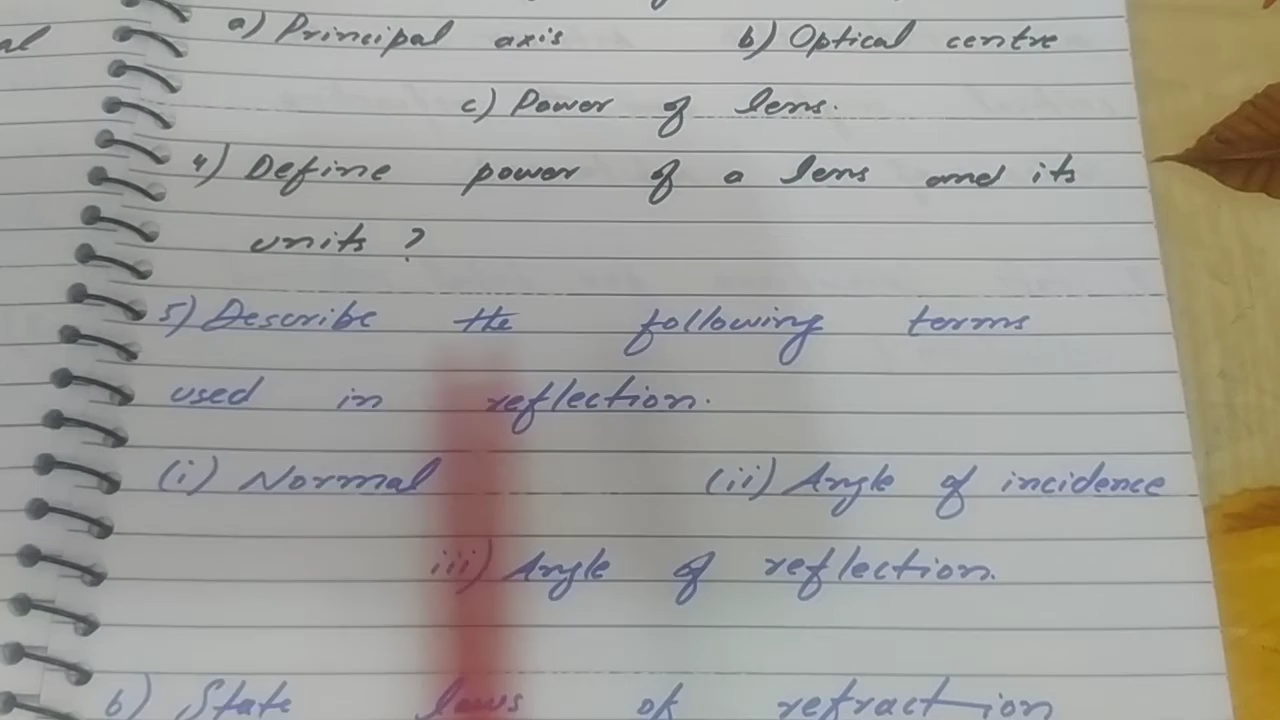 al
a) Principal axis b) Optical centre
c) Power of lens.
4) Define power of a lens and its
units ?
5) Describe the following terms
used in reflection.
(i) Normal (ii) Angle of incidence
iii) Angle of reflection.
6) State laws of refraction